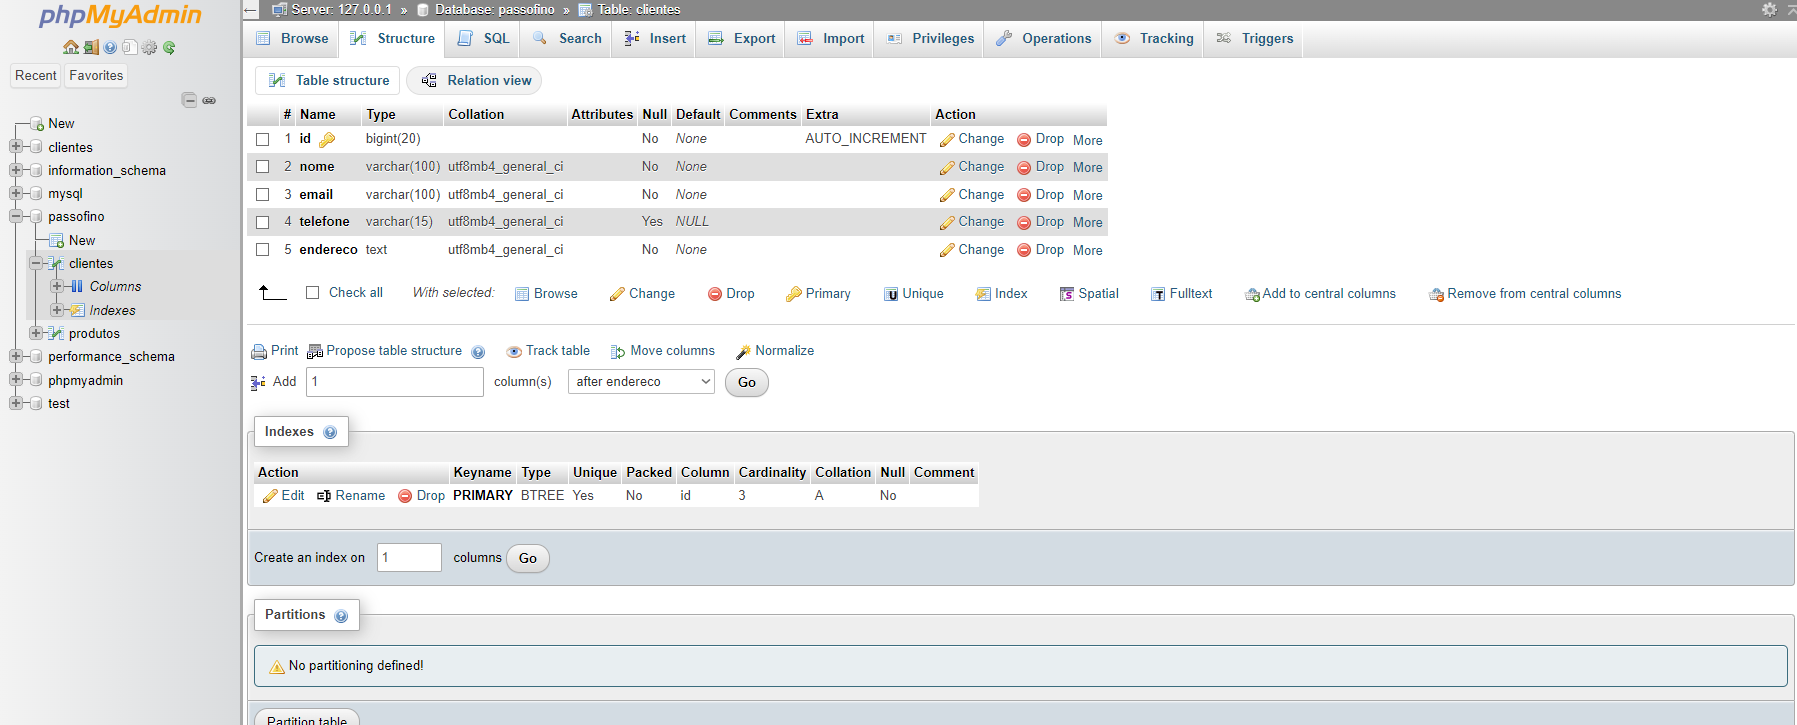 phpMyAdmin
Recent Favorites
New
clientes
information_schema
mysql
passofino
New
clientes
Columns
Indexes
produtos
performance_schema
phpmyadmin
test
Server: 127.0.0.1 » Database: passofino » Table: clientes
Browse Structure SQL Search Insert Export Import Privileges Operations Tracking Triggers
Table structure Relation view
# Name Type Collation Attributes Null Default Comments Extra Action
1 id bigint(20) No None AUTO_INCREMENT Change Drop More
2 nome varchar(100) utf8mb4_general_ci No None Change Drop More
3 email varchar(100) utf8mb4_general_ci No None Change Drop More
4 telefone varchar(15) utf8mb4_general_ci Yes NULL Change Drop More
5 endereco text utf8mb4_general_ci No None Change Drop More
Check all With selected: Browse Change Drop Primary Unique Index Spatial Fulltext Add to central columns Remove from central columns
Print Propose table structure Track table Move columns Normalize
Add 1 column(s) after endereco Go
Indexes
Action Keyname Type Unique Packed Column Cardinality Collation Null Comment
Edit Rename Drop PRIMARY BTREE Yes No id 3 A No
Create an index on 1 columns Go
Partitions
No partitioning defined!
Partition table